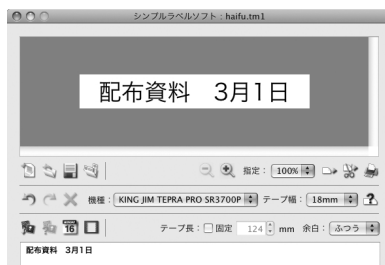 シンプルラベルソフト：haifu.tm1
配布資料　3月1日
指定： 100%
機種： KING JIM TEPRA PRO SR3700P テープ幅： 18mm
16 テープ長： 固定 124 mm 余白： ふつう
配布資料　3月1日